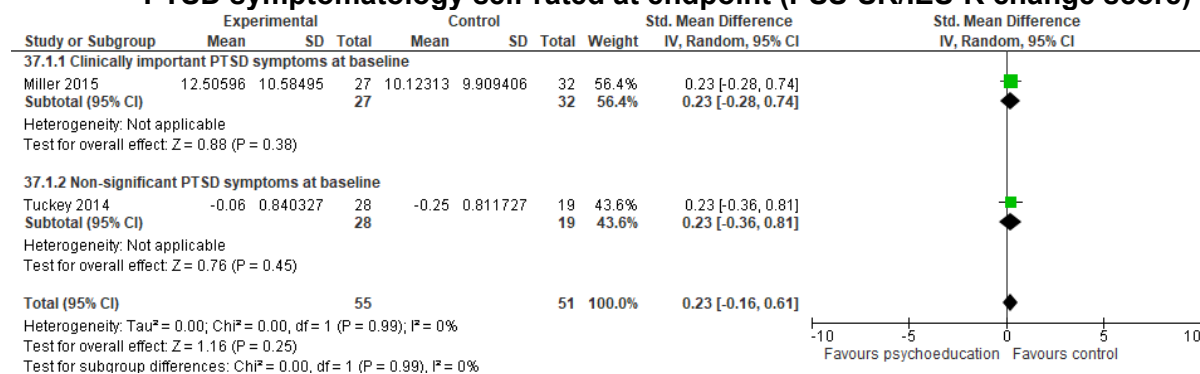 PTSD symptomatology self-rated at endpoint (PSS-SR/IES-R change score)
Experimental Control Std. Mean Difference Std. Mean Difference
Study or Subgroup Mean SD Total Mean SD Total Weight IV, Random, 95% CI IV, Random, 95% CI
37.1.1 Clinically important PTSD symptoms at baseline
Miller 2015 12.50596 10.58495 27 10.12313 9.909406 32 56.4% 0.23 [-0.28, 0.74]
Subtotal (95% CI) 27 32 56.4% 0.23 [-0.28, 0.74]
Heterogeneity: Not applicable
Test for overall effect: Z = 0.88 (P = 0.38)
37.1.2 Non-significant PTSD symptoms at baseline
Tuckey 2014 -0.06 0.840327 28 -0.25 0.811727 19 43.6% 0.23 [-0.36, 0.81]
Subtotal (95% CI) 28 19 43.6% 0.23 [-0.36, 0.81]
Heterogeneity: Not applicable
Test for overall effect: Z = 0.76 (P = 0.45)
Total (95% CI) 55 51 100.0% 0.23 [-0.16, 0.61]
Heterogeneity: Tau² = 0.00; Chi² = 0.00, df = 1 (P = 0.99); I² = 0%
Test for overall effect: Z = 1.16 (P = 0.25)
Test for subgroup differences: Chi² = 0.00, df = 1 (P = 0.99), I² = 0%
-10 -5 0 5 10
Favours psychoeducation Favours control